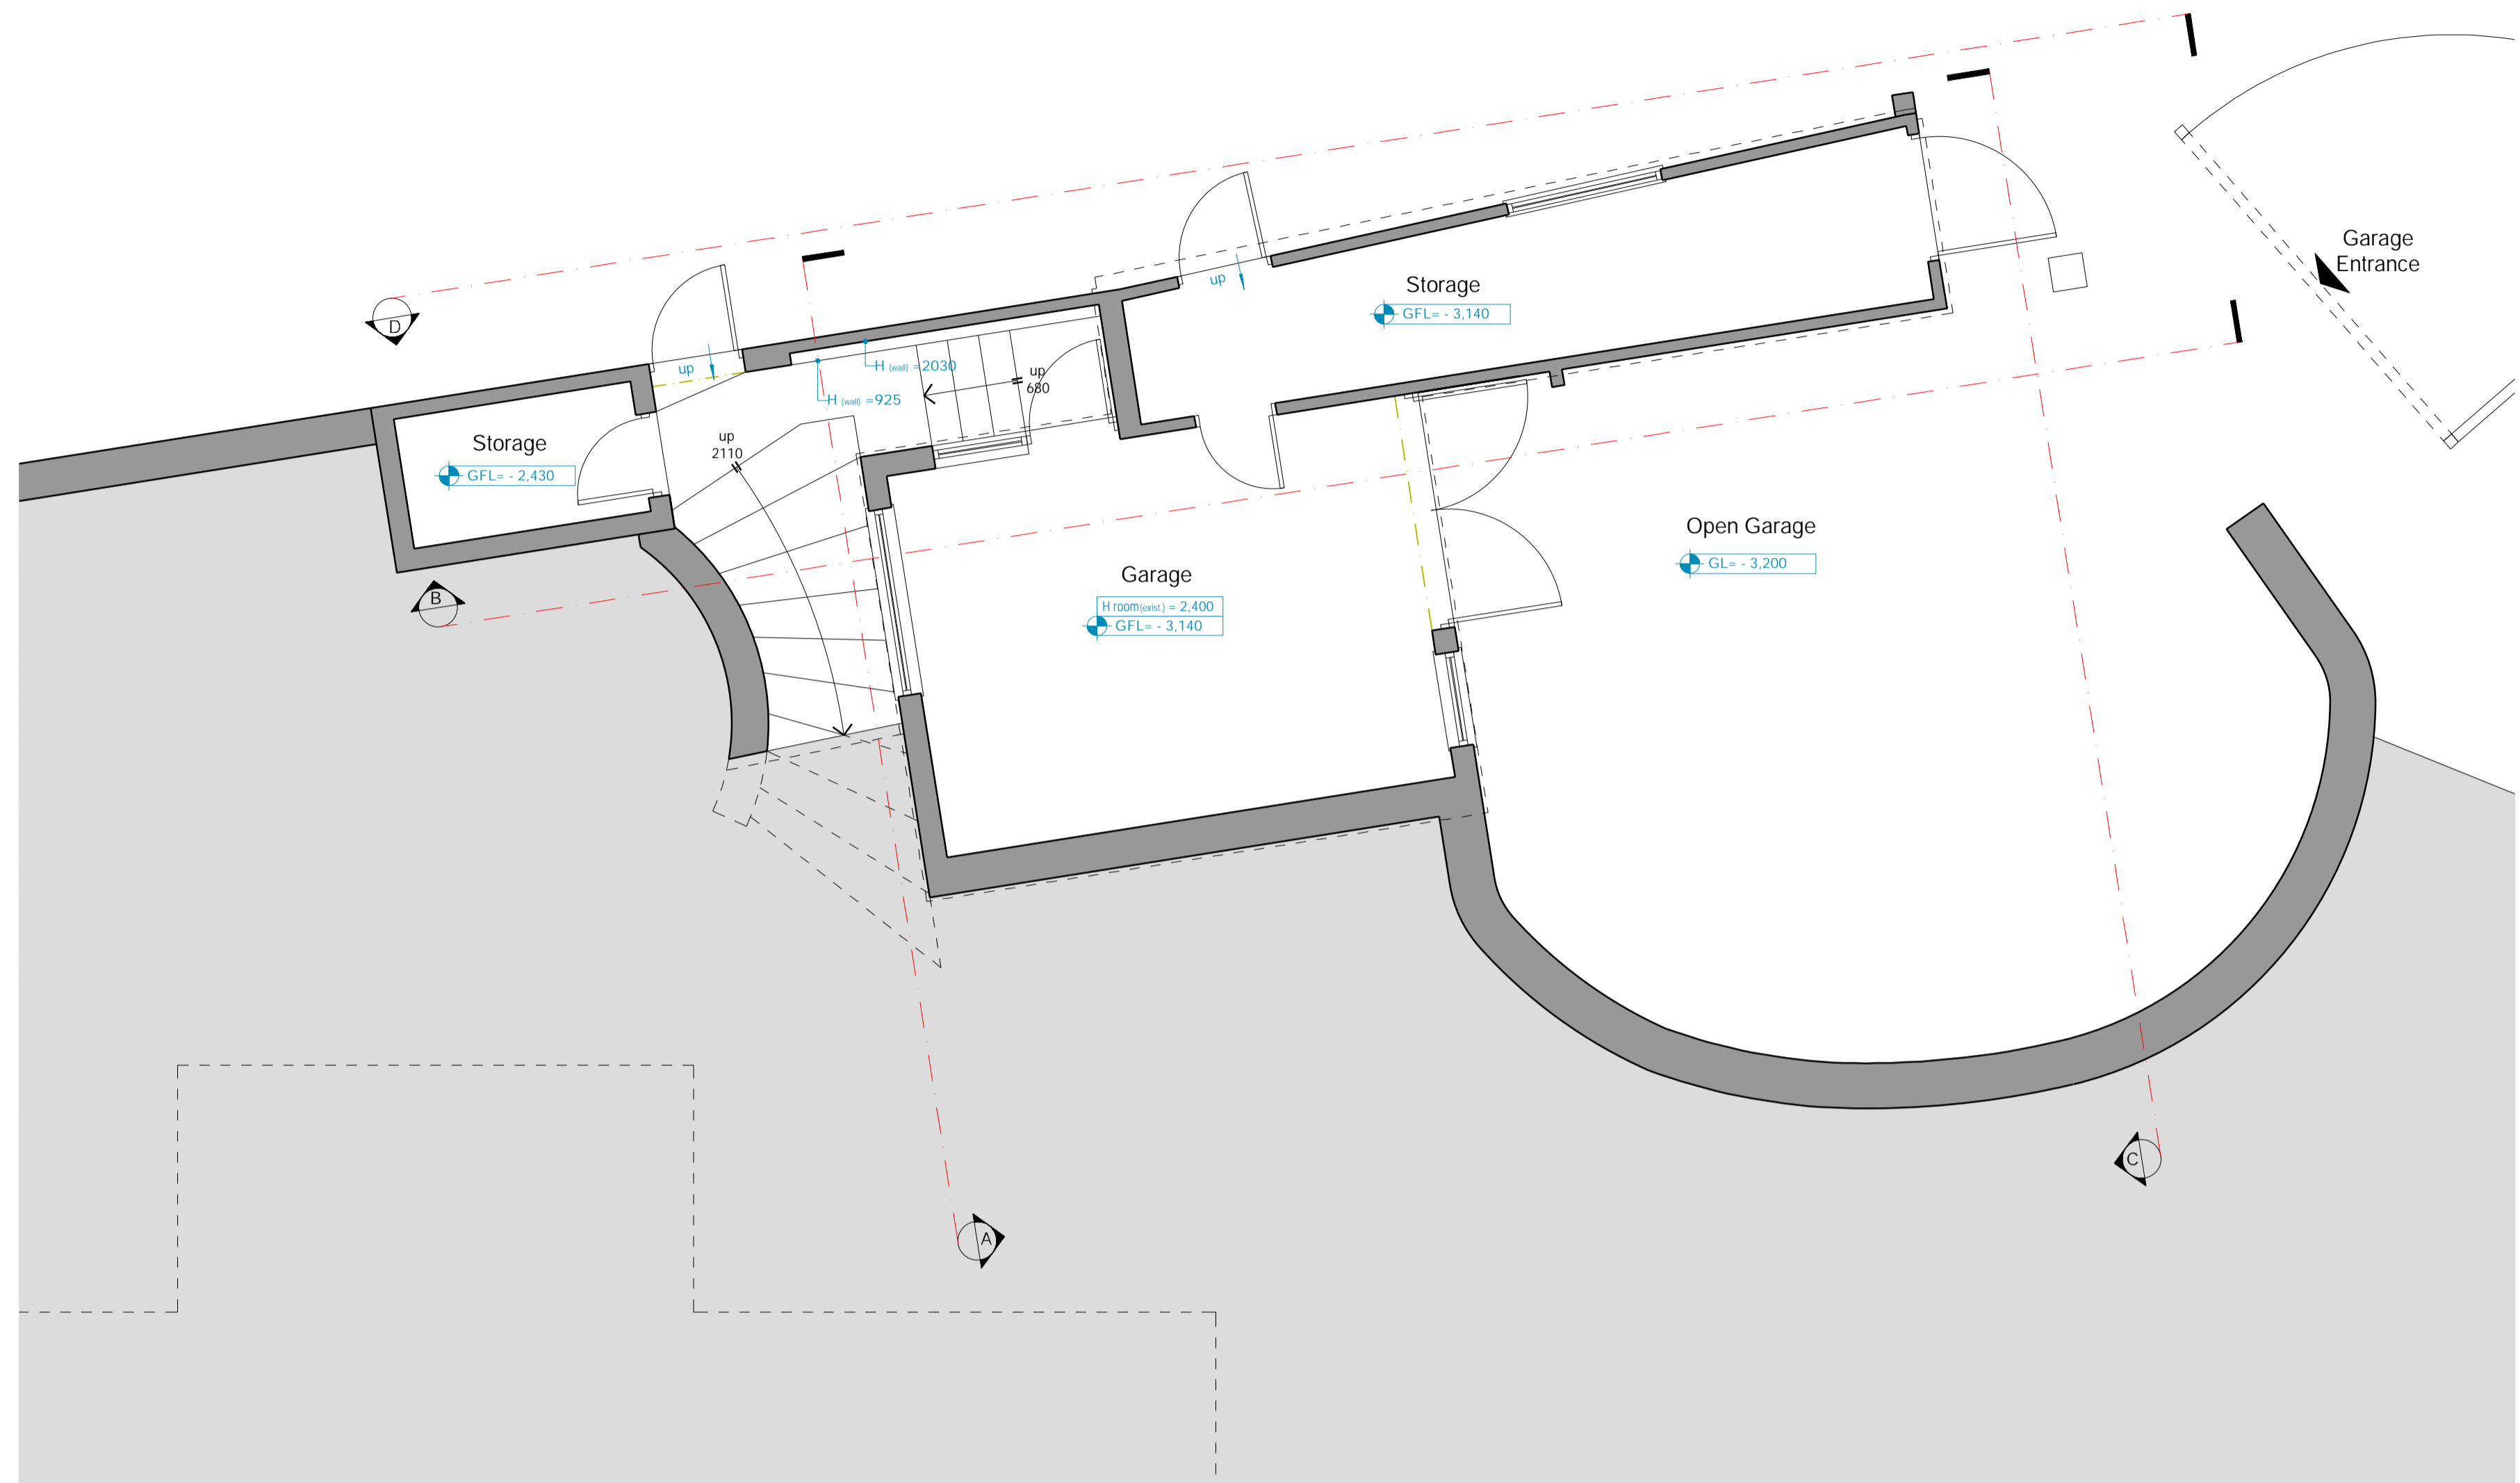 Garage
Entrance
Storage
GFL= - 3,140
up
D
H (wall) =2030
up
680
up
H (wall) =925
up
2110
Storage
GFL= - 2,430
Open Garage
GL= - 3,200
Garage
H room(exist.) = 2,400
GFL= - 3,140
B
C
A